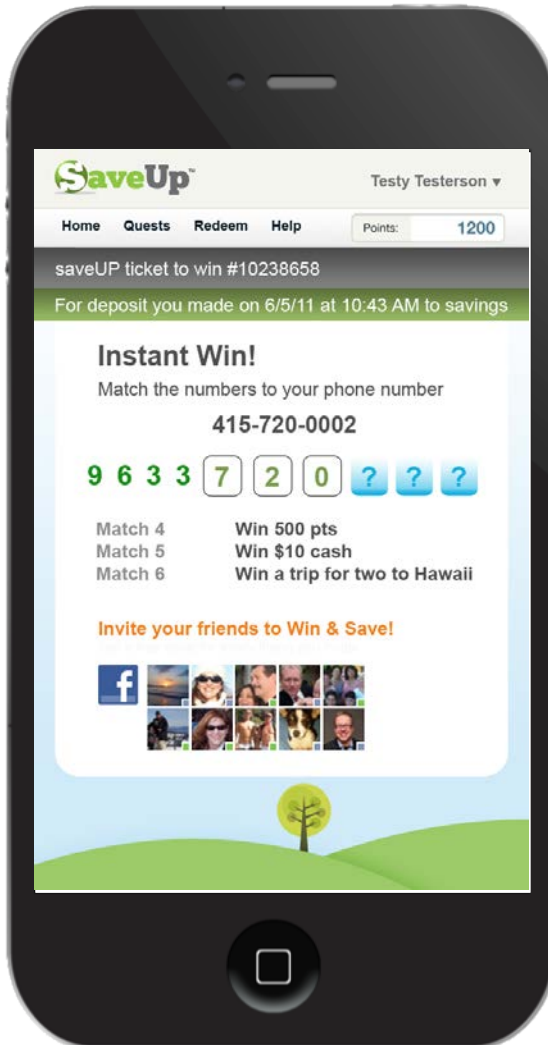 SaveUp™
Testy Testerson ▾
Home Quests Redeem Help Points: 1200
saveUP ticket to win #10238658
For deposit you made on 6/5/11 at 10:43 AM to savings
Instant Win!
Match the numbers to your phone number
415-720-0002
9 6 3 3 7 2 0 ? ? ?
Match 4 Win 500 pts
Match 5 Win $10 cash
Match 6 Win a trip for two to Hawaii
Invite your friends to Win & Save!
f